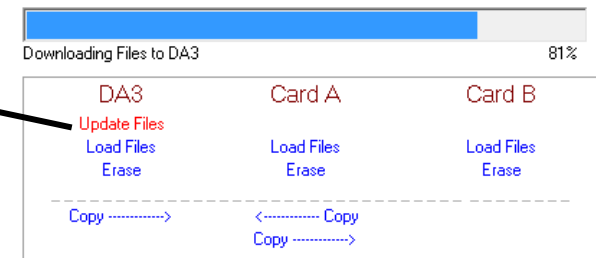 Downloading Files to DA3 81%
DA3 Card A Card B
Update Files
Load Files Load Files Load Files
Erase Erase Erase
Copy ------------> <------------ Copy
Copy ------------>